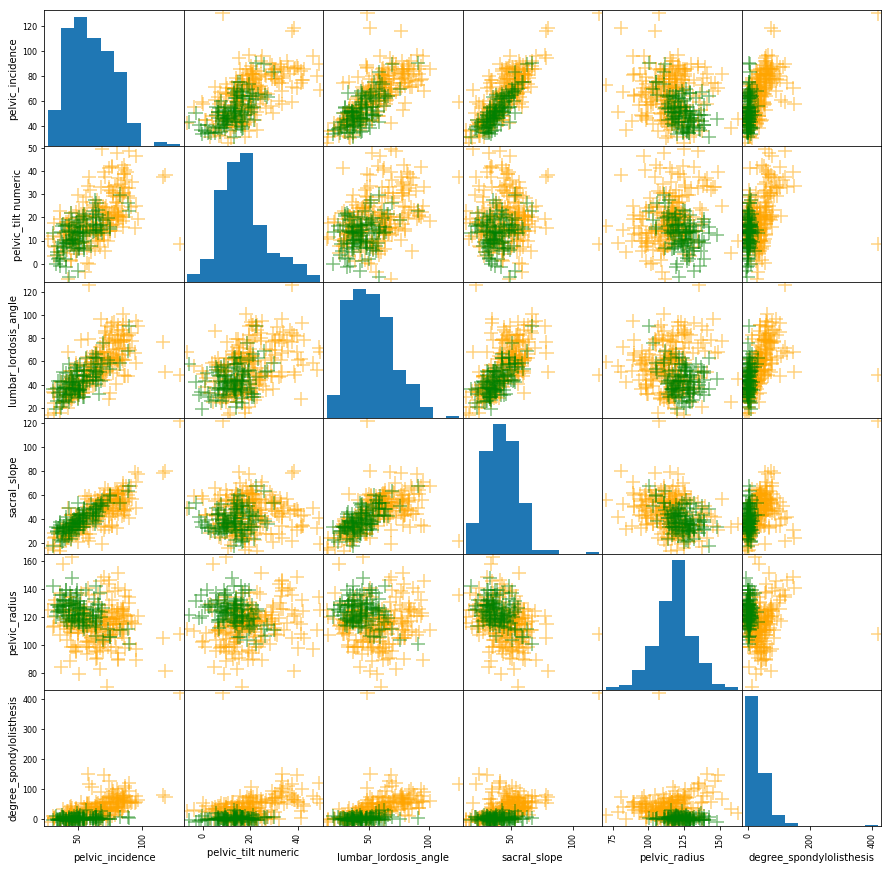 pelvic_incidence
120
100
80
60
40
pelvic_tilt numeric
50
40
30
20
10
0
lumbar_lordosis_angle
120
100
80
60
40
20
sacral_slope
120
100
80
60
40
20
pelvic_radius
160
140
120
100
80
degree_spondylolisthesis
400
300
200
100
0
50 100
pelvic_incidence
0 20 40
pelvic_tilt numeric
50 100
lumbar_lordosis_angle
50 100
sacral_slope
75 100 125 150
pelvic_radius
0 200 400
degree_spondylolisthesis